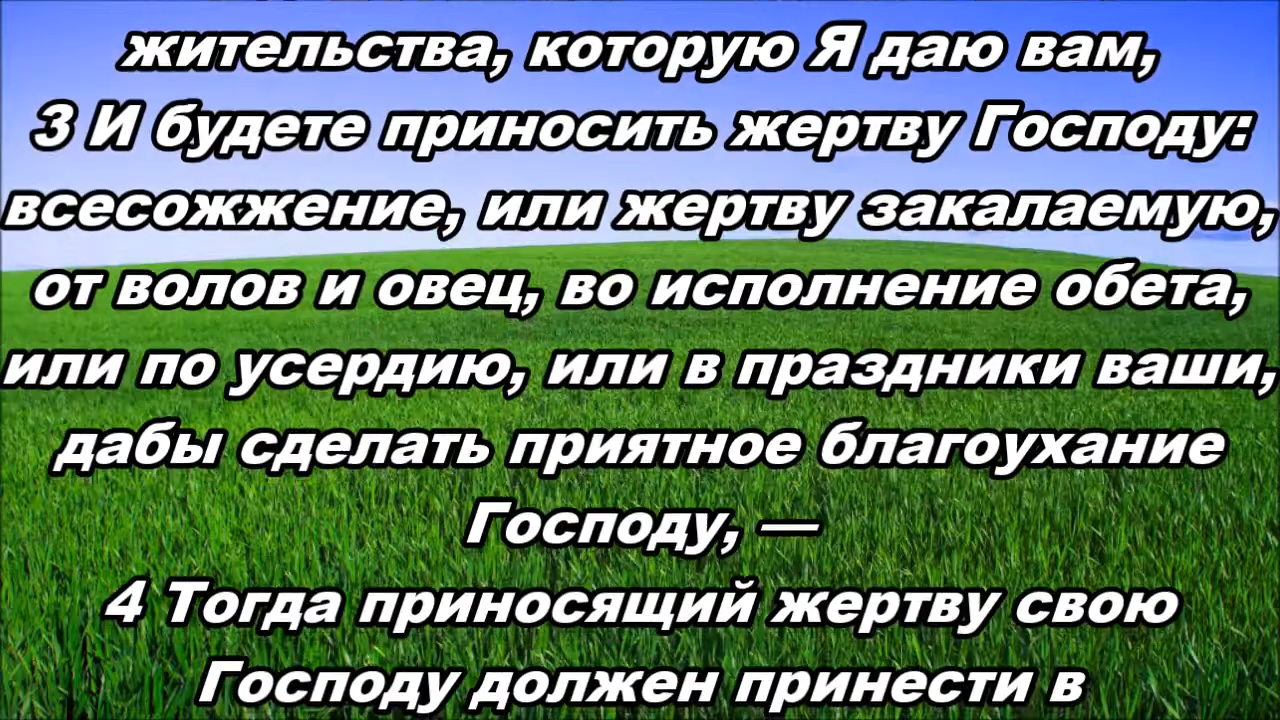 жительства, которую Я даю вам,
3 И будете приносить жертву Господу:
всесожжение, или жертву закалаемую,
от волов и овец, во исполнение обета,
или по усердию, или в праздники ваши,
дабы сделать приятное благоухание
Господу, —
4 Тогда приносящий жертву свою
Господу должен принести в